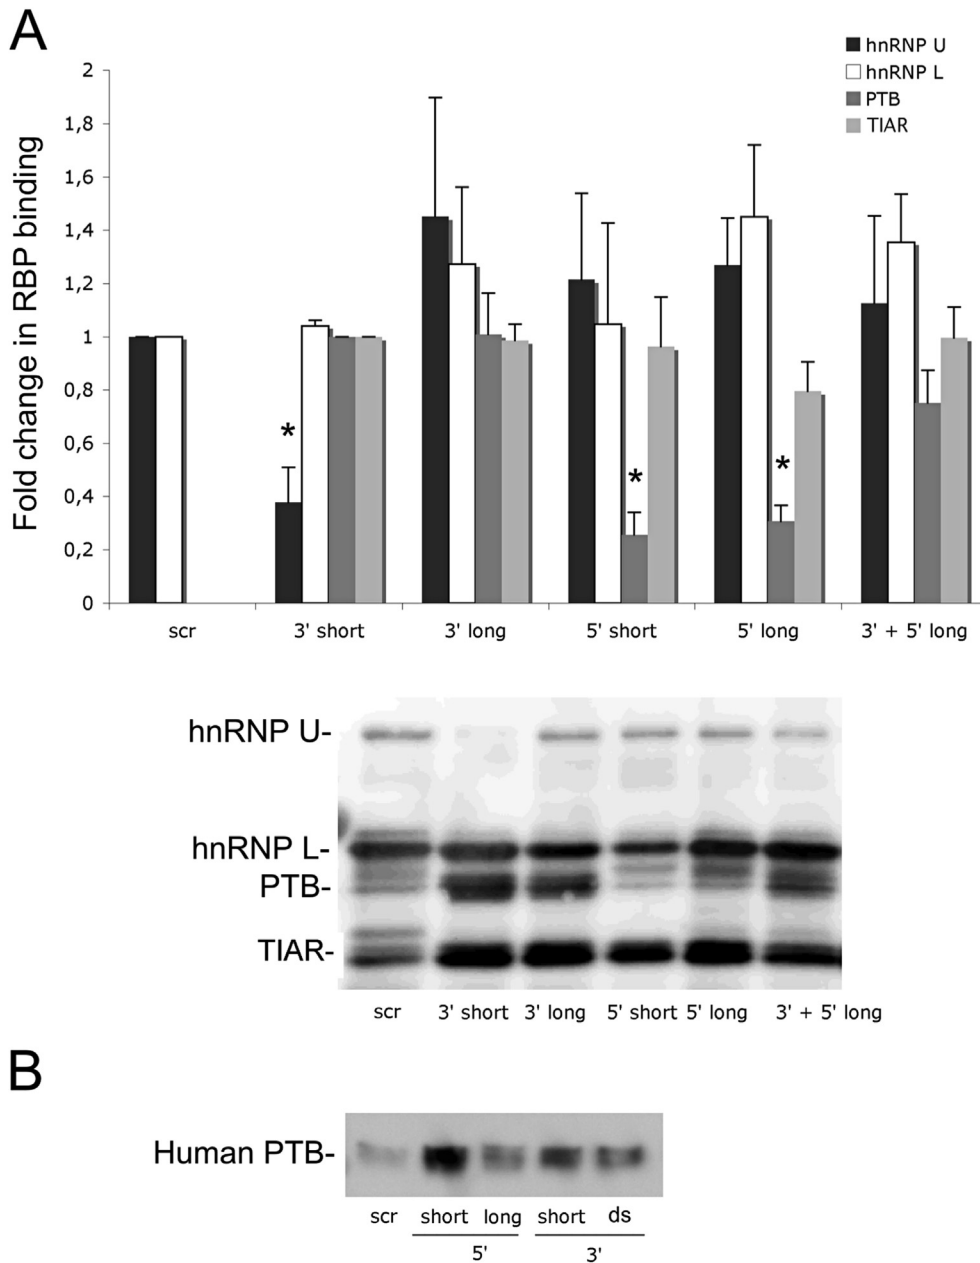 A
hnRNP U
hnRNP L
PTB
TIAR
Fold change in RBP binding
2
1,8
1,6
1,4
1,2
1
0,8
0,6
0,4
0,2
0
*
*
*
scr 3' short 3' long 5' short 5' long 3' + 5' long
hnRNP U-
hnRNP L-
PTB-
TIAR-
scr 3' short 3' long 5' short 5' long 3' + 5' long
B
Human PTB-
scr short long short ds
5' 3'